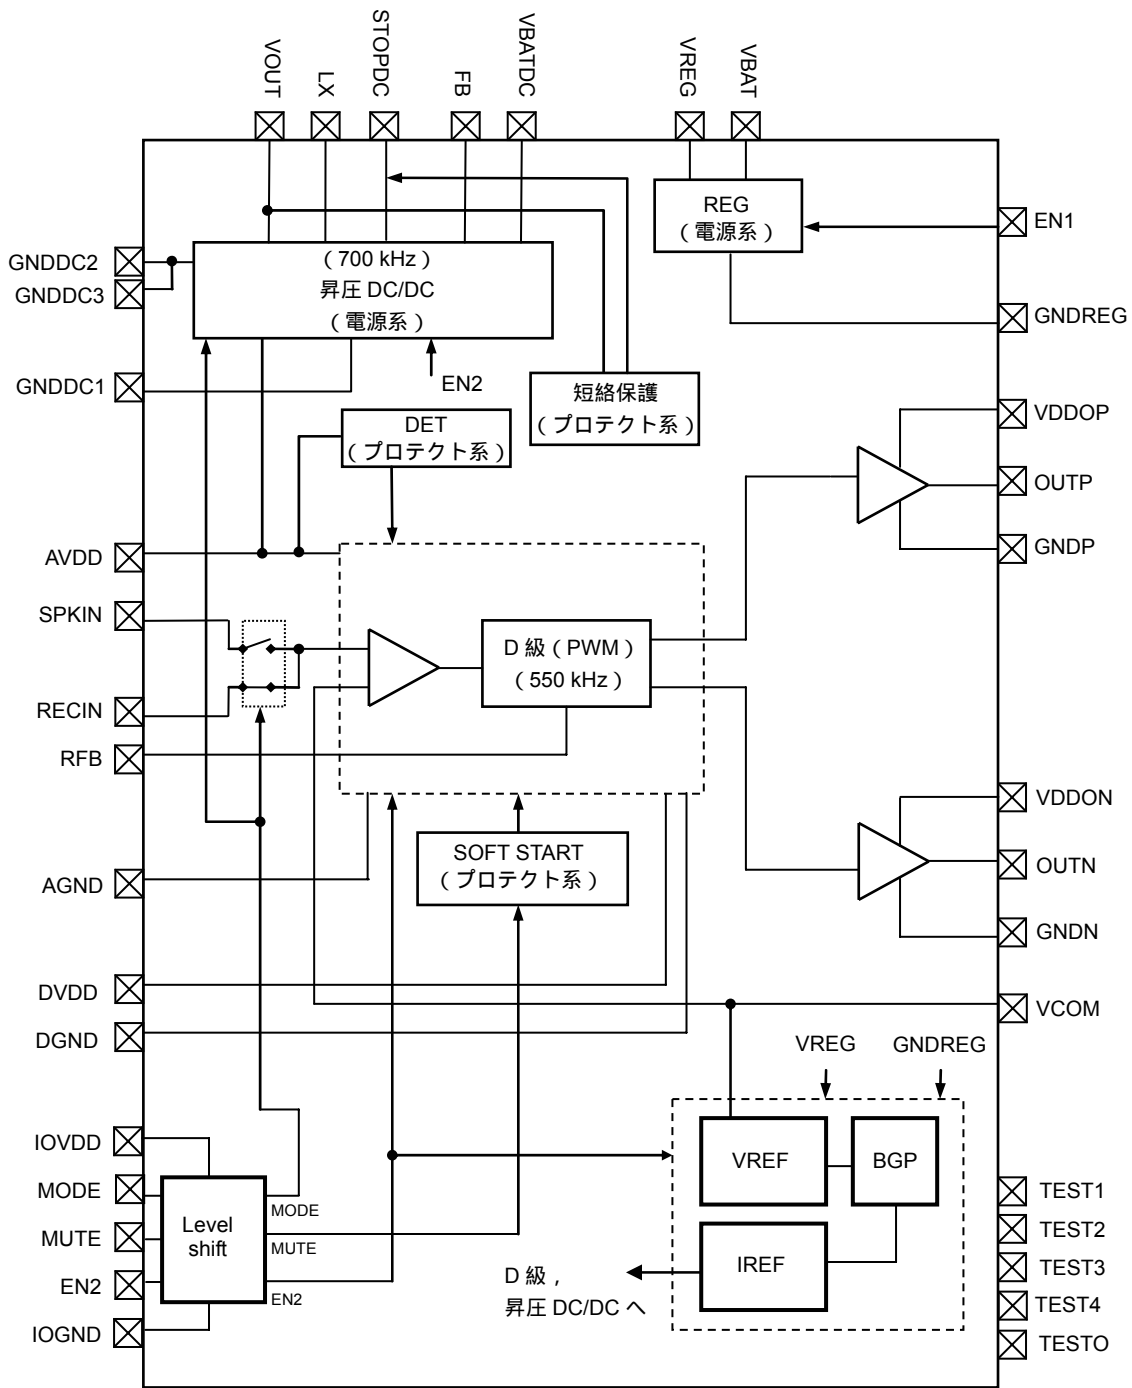 VOUT
LX
STOPDC
FB
VBATDC
VREG
VBAT
REG
(電源系)
EN1
GNDDC2
GNDDC3
(700 kHz)
昇圧 DC/DC
(電源系)
GNDREG
GNDDC1
EN2
短絡保護
(プロテクト系)
DET
(プロテクト系)
VDDOP
OUTP
GNDP
AVDD
SPKIN
D 級(PWM)
(550 kHz)
RECIN
RFB
VDDON
SOFT START
(プロテクト系)
OUTN
AGND
GNDN
DVDD
VCOM
DGND
VREG
GNDREG
IOVDD
MODE
MUTE
EN2
IOGND
Level
shift
MODE
MUTE
EN2
VREF
BGP
IREF
D 級,
昇圧 DC/DC へ
TEST1
TEST2
TEST3
TEST4
TESTO